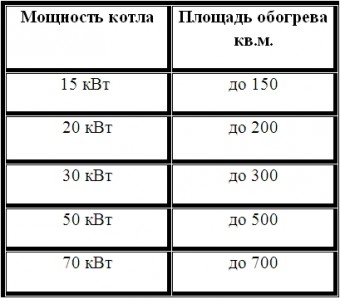 Мощность котла Площадь обогрева
кв.м.
15 кВт до 150
20 кВт до 200
30 кВт до 300
50 кВт до 500
70 кВт до 700